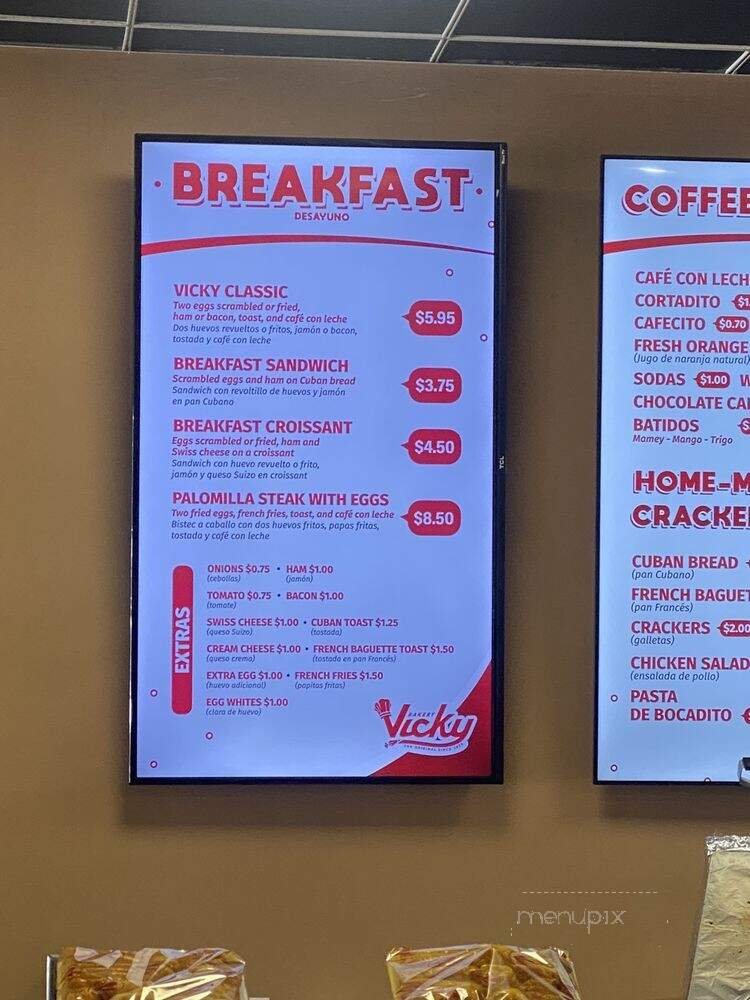 BREAKFAST
DESAYUNO
VICKY CLASSIC
Two eggs scrambled or fried,
ham or bacon, toast, and café con leche
Dos huevos revueltos o fritos, jamón o bacon,
tostada y café con leche
$5.95
BREAKFAST SANDWICH
Scrambled eggs and ham on Cuban bread
Sandwich con revoltillo de huevos y jamón
en pan Cubano
$3.75
BREAKFAST CROISSANT
Eggs scrambled or fried, ham and
Swiss cheese on a croissant
Sandwich con huevo revuelto o frito,
jamón y queso Suizo en croissant
$4.50
PALOMILLA STEAK WITH EGGS
Two fried eggs, french fries, toast, and café con leche
Bistec a caballo con dos huevos fritos, papas fritas,
tostada y café con leche
$8.50
EXTRAS
ONIONS $0.75 • HAM $1.00
(cebollas) (jamón)
TOMATO $0.75 • BACON $1.00
(tomate)
SWISS CHEESE $1.00 • CUBAN TOAST $1.25
(queso Suizo) (tostada)
CREAM CHEESE $1.00 • FRENCH BAGUETTE TOAST $1.50
(queso crema) (tostada en pan Francés)
EXTRA EGG $1.00 • FRENCH FRIES $1.50
(huevo adicional) (papitas fritas)
EGG WHITES $1.00
(clara de huevo)
BAKERY
Vicky
THE ORIGINAL SINCE 1972
TCL
COFFEE
CAFÉ CON LECH
CORTADITO $1.
CAFECITO $0.70
FRESH ORANGE
(Jugo de naranja natural)
SODAS $1.00 W
CHOCOLATE CA
BATIDOS $
Mamey - Mango - Trigo
HOME-M
CRACKE
CUBAN BREAD
(pan Cubano)
FRENCH BAGUET
(pan Francés)
CRACKERS $2.00
(galletas)
CHICKEN SALAD
(ensalada de pollo)
PASTA
DE BOCADITO
menupix